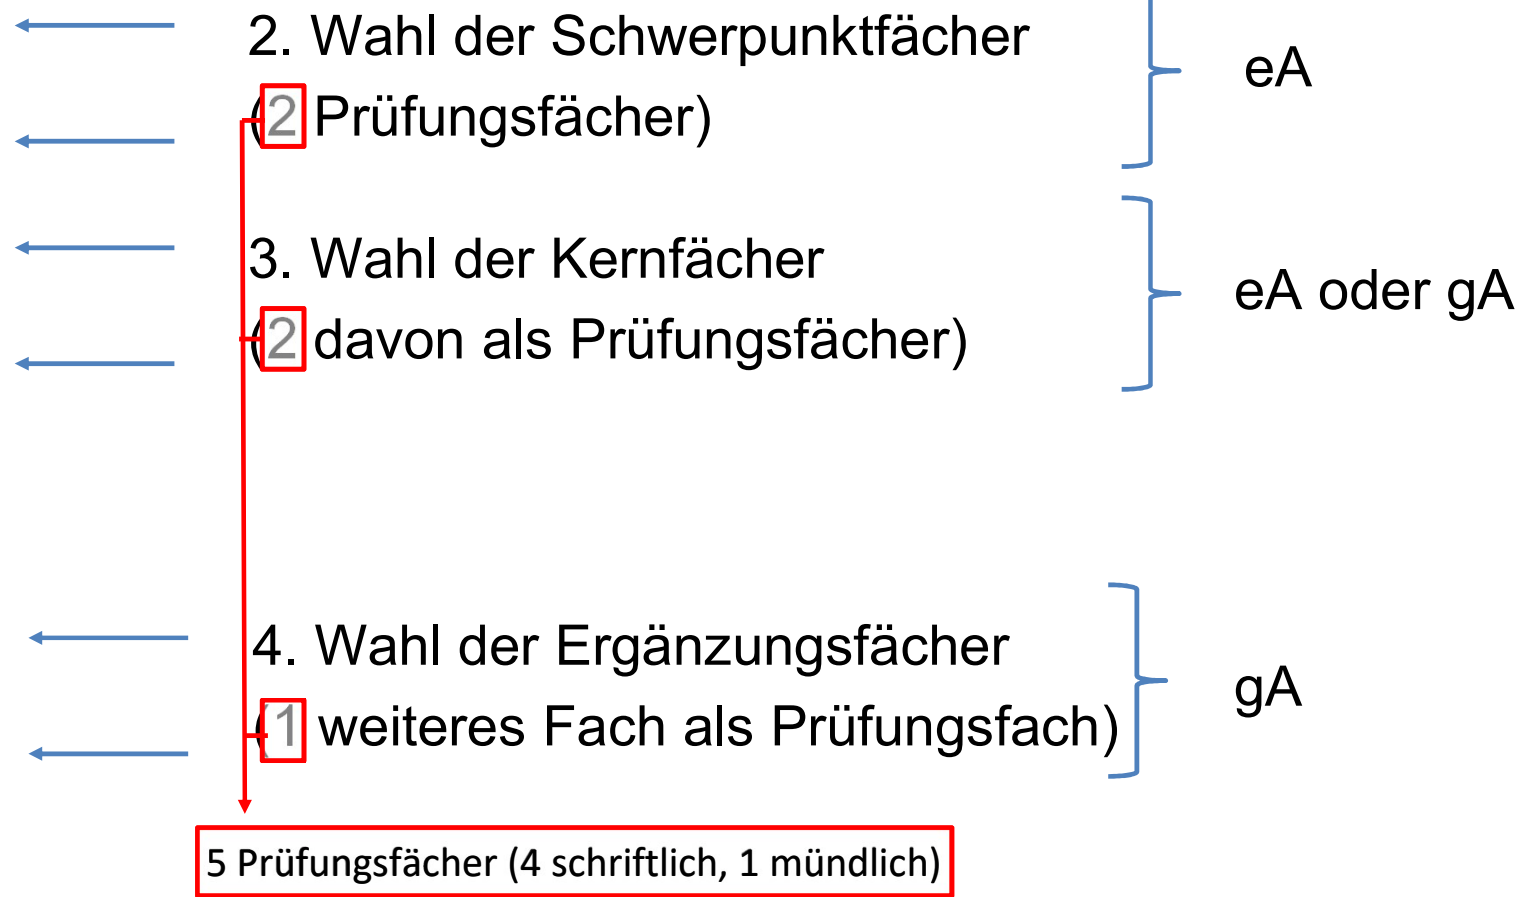 2. Wahl der Schwerpunktfächer
(2 Prüfungsfächer)
eA
3. Wahl der Kernfächer
(2 davon als Prüfungsfächer)
eA oder gA
4. Wahl der Ergänzungsfächer
(1 weiteres Fach als Prüfungsfach)
gA
5 Prüfungsfächer (4 schriftlich, 1 mündlich)